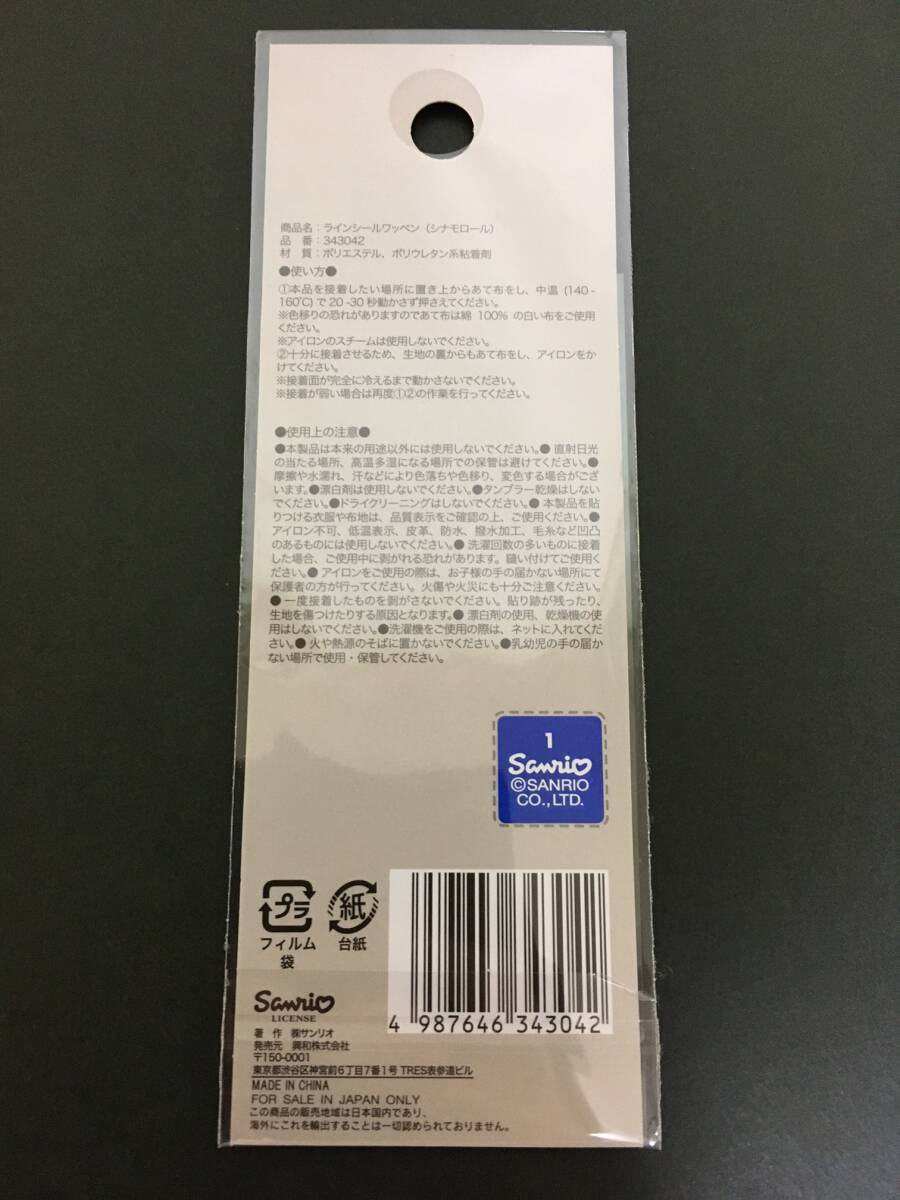 商品名：ラインシールワッペン（シナモロール）
品　番：343042
材　質：ポリエステル、ポリウレタン系粘着剤
●使い方●
①本品を接着したい場所に置き上からあて布をし、中温 (140 -
160℃) で 20 -30 秒動かさず押さえてください。
※色移りの恐れがありますのであて布は綿 100% の白い布をご使用
ください。
※アイロンのスチームは使用しないでください。
②十分に接着させるため、生地の裏からもあて布をし、アイロンをか
けてください。
※接着面が完全に冷えるまで動かさないでください。
※接着が弱い場合は再度①②の作業を行ってください。
●使用上の注意●
●本製品は本来の用途以外には使用しないでください。● 直射日光
の当たる場所、高温多湿になる場所での保管は避けてください。●
摩擦や水濡れ、汗などにより色落ちや色移り、変色する場合がござ
います。●漂白剤は使用しないでください。●タンブラー乾燥はしない
でください。●ドライクリーニングはしないでください。● 本製品を貼
りつける衣服や布地は、品質表示をご確認の上、ご使用ください。●
アイロン不可、低温表示、皮革、防水、撥水加工、毛糸など凹凸
のあるものには使用しないでください。● 洗濯回数の多いものに接着
した場合、ご使用中に剥がれる恐れがあります。縫い付けてご使用く
ださい。● アイロンをご使用の際は、お子様の手の届かない場所にて
保護者の方が行ってください。火傷や火災にも十分ご注意ください。
● 一度接着したものを剥がさないでください。貼り跡が残ったり、
生地を傷つけたりする原因となります。● 漂白剤の使用、乾燥機の使
用はしないでください。●洗濯機をご使用の際は、ネットに入れてくだ
さい。● 火や熱源のそばに置かないでください。●乳幼児の手の届か
ない場所で使用・保管してください。
1
Sanrio
©SANRIO
CO.,LTD.
プラ
フィルム
袋
紙
台紙
4 987646 343042
Sanrio
LICENSE
著　作　㈱サンリオ
発売元　興和株式会社
〒150-0001
東京都渋谷区神宮前6丁目7番1号 TRES表参道ビル
MADE IN CHINA
FOR SALE IN JAPAN ONLY
この商品の販売地域は日本国内であり、
海外にこれを輸出することは一切認められておりません。